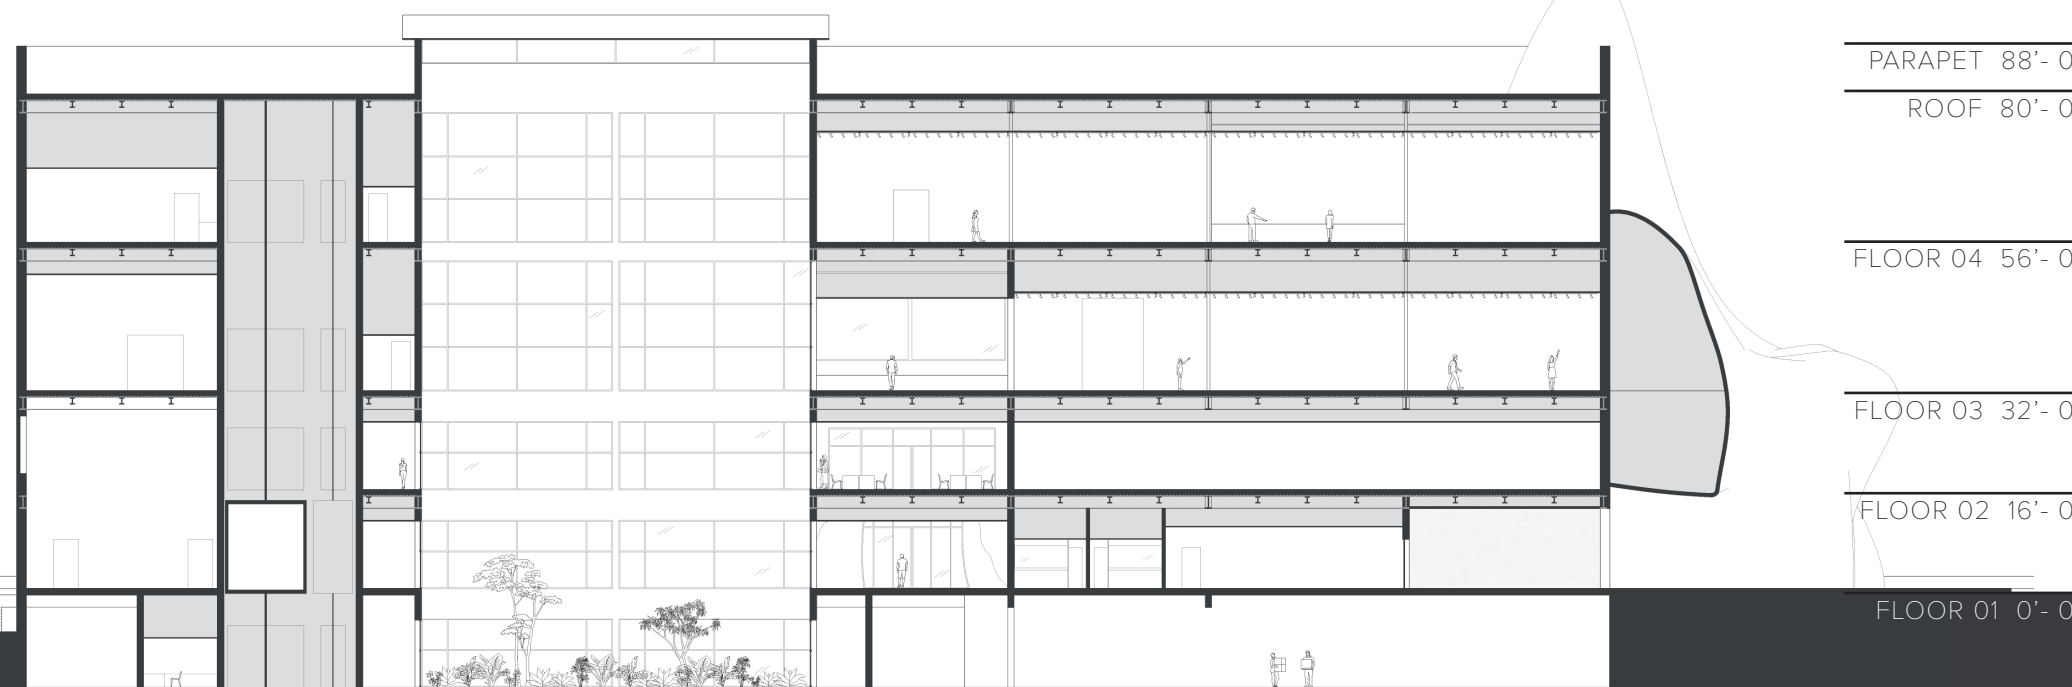 PARAPET 88'- 0
ROOF 80'- 0
FLOOR 04 56'- 0
FLOOR 03 32'- 0
FLOOR 02 16'- 0
FLOOR 01 0'- 0